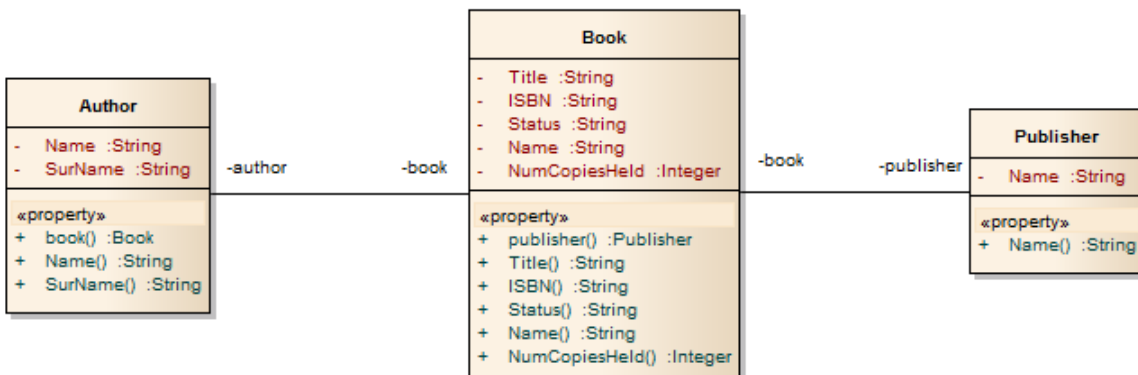 Author
- Name :String
- SurName :String
«property»
+ book() :Book
+ Name() :String
+ SurName() :String
-author
-book
Book
- Title :String
- ISBN :String
- Status :String
- Name :String
- NumCopiesHeld :Integer
«property»
+ publisher() :Publisher
+ Title() :String
+ ISBN() :String
+ Status() :String
+ Name() :String
+ NumCopiesHeld() :Integer
-book
-publisher
Publisher
- Name :String
«property»
+ Name() :String